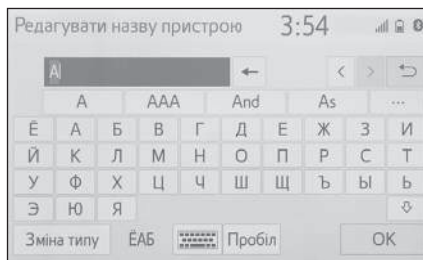 Редагувати назву пристрою 3:54
A
A AAA And As ...
Ё А Б В Г Д Е Ж З И
Й К Л М Н О П Р С Т
У Ф Х Ц Ч Ш Щ Ъ Ы Ь
Э Ю Я
Зміна типу ЁАБ Пробіл OK